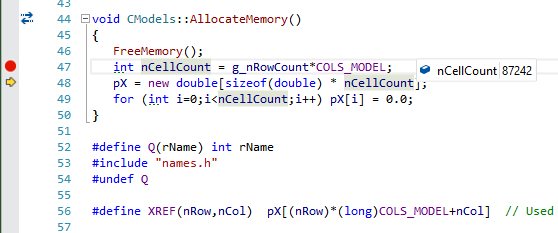 43
44 void CModels::AllocateMemory()
45 {
46 FreeMemory();
47 int nCellCount = g_nRowCount*COLS_MODEL; nCellCount 87242
48 pX = new double[sizeof(double) * nCellCount];
49 for (int i=0;i<nCellCount;i++) pX[i] = 0.0;
50 }
51
52 #define Q(rName) int rName
53 #include "names.h"
54 #undef Q
55
56 #define XREF(nRow,nCol) pX[(nRow)*(long)COLS_MODEL+nCol] // Used
57